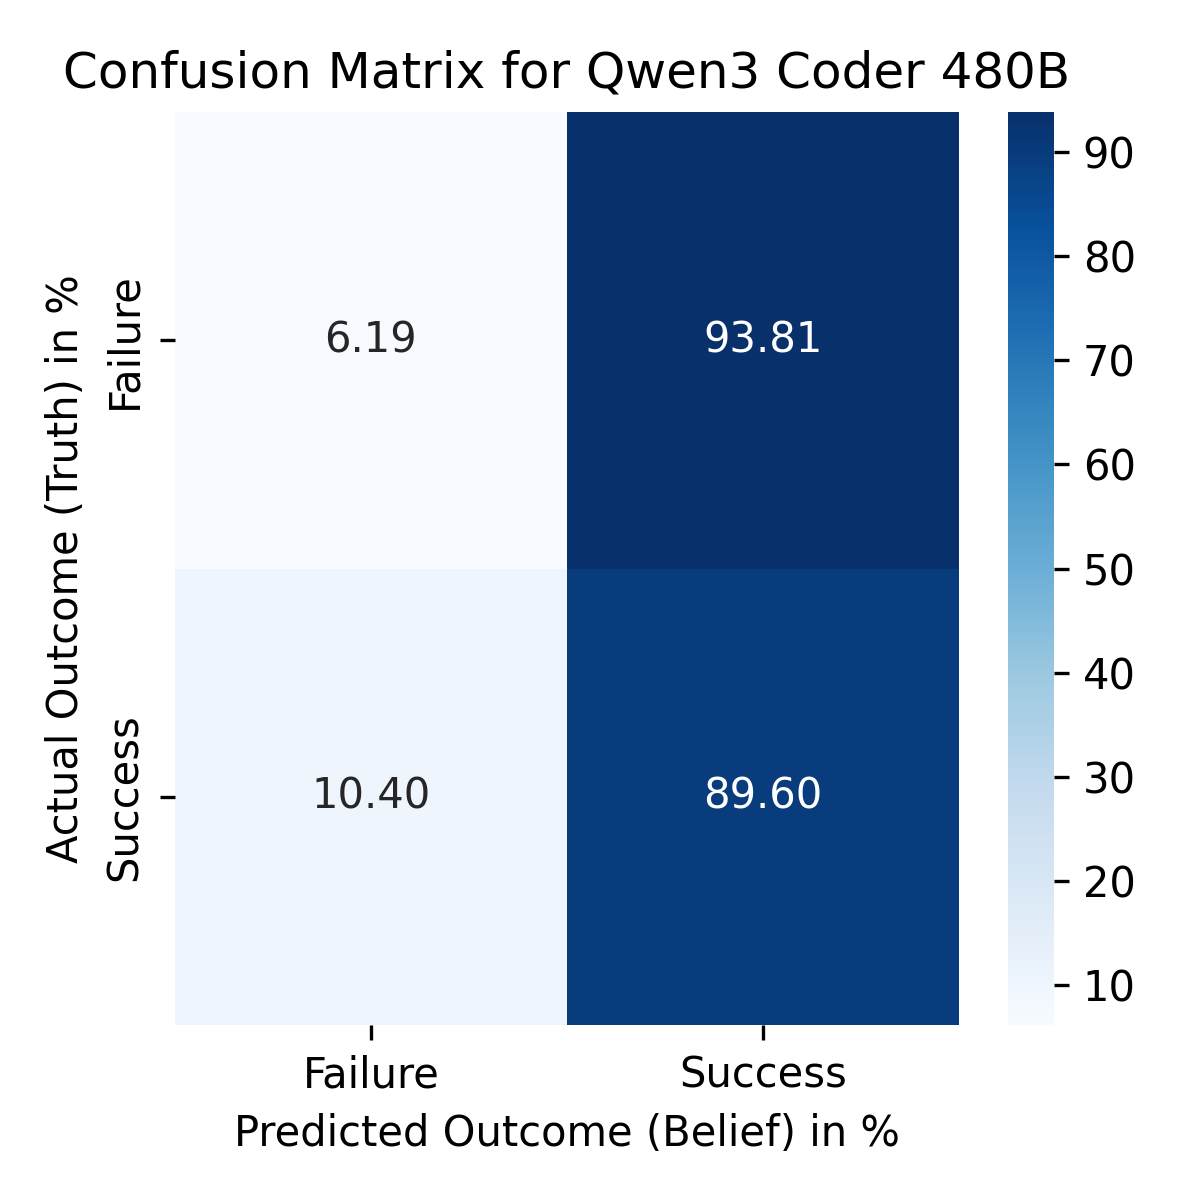 Confusion Matrix for Qwen3 Coder 480B
Actual Outcome (Truth) in %
Failure
6.19
93.81
Success
10.40
89.60
Failure
Success
Predicted Outcome (Belief) in %
90
80
70
60
50
40
30
20
10